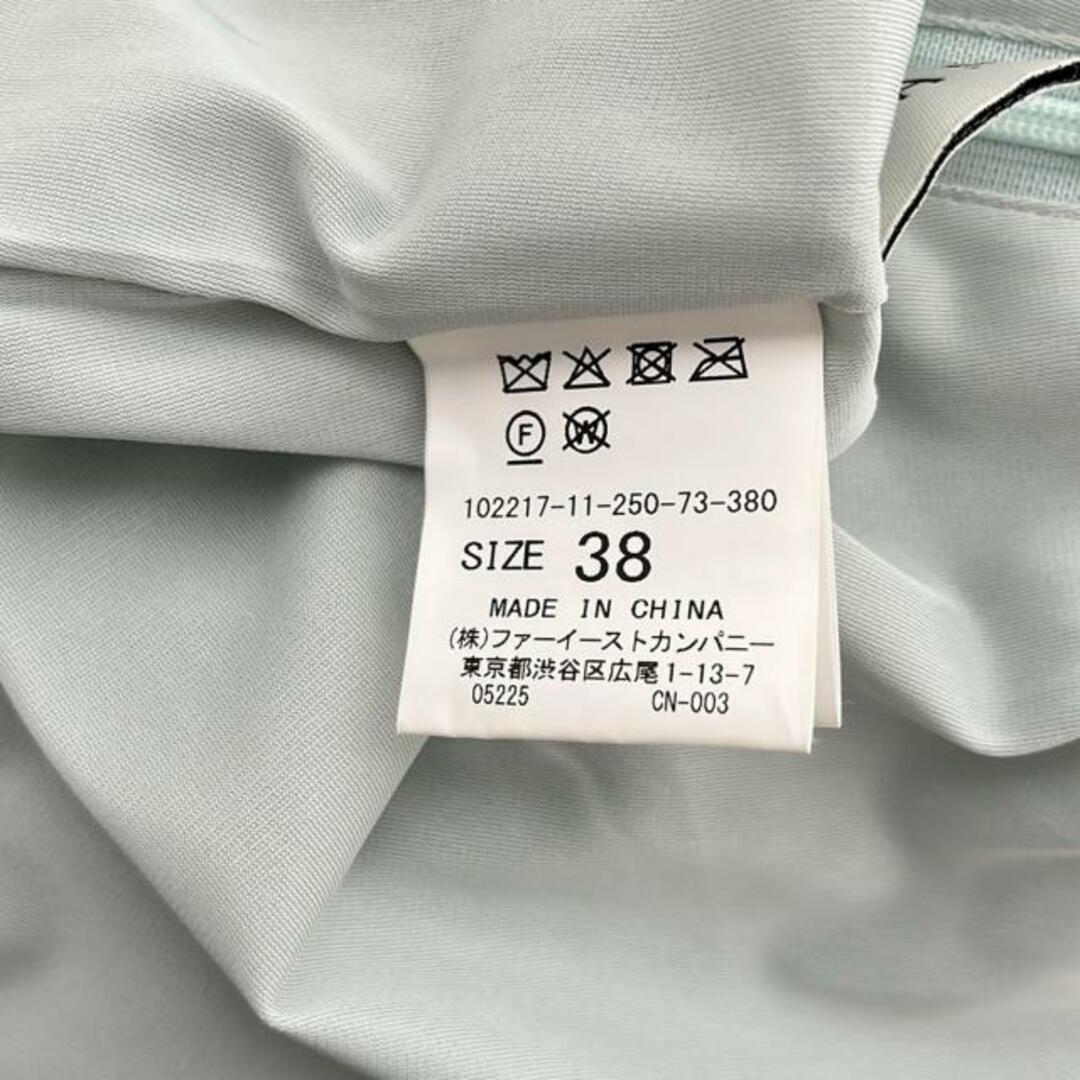 F W
102217-11-250-73-380
SIZE 38
MADE IN CHINA
(株)ファーイーストカンパニー
東京都渋谷区広尾1-13-7
05225 CN-003